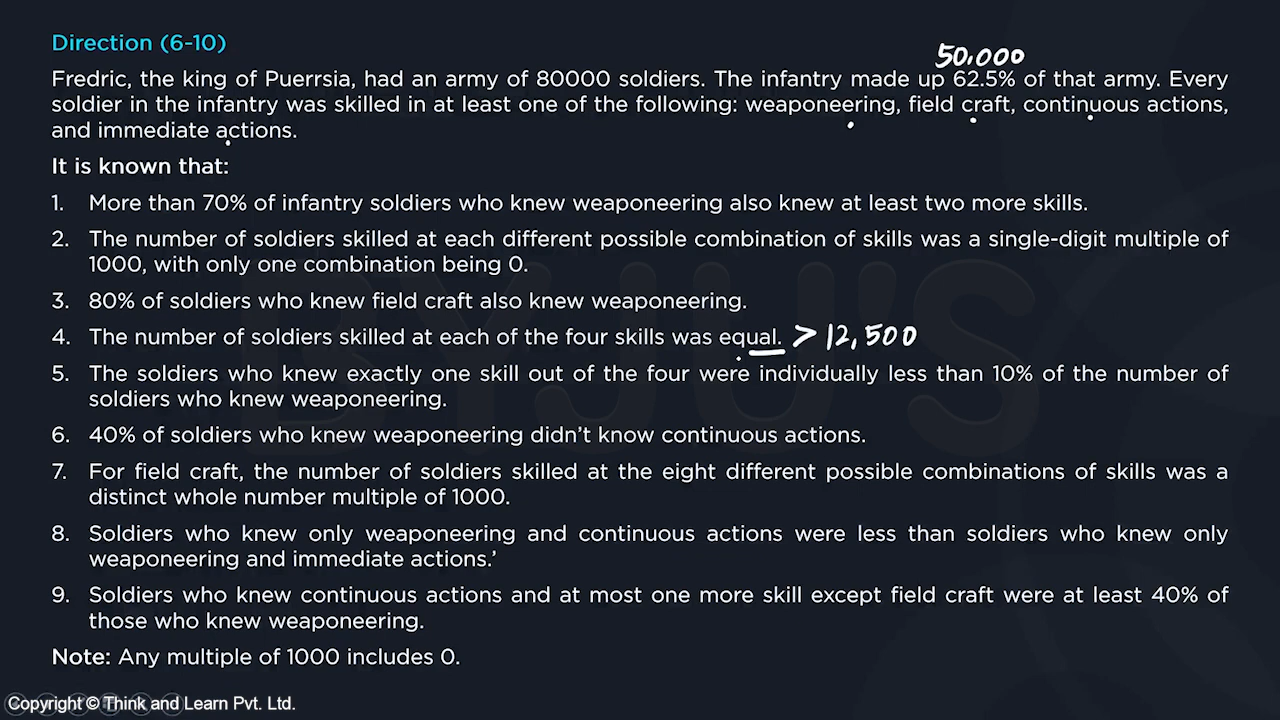 Direction (6-10)
50,000
Fredric, the king of Puerrsia, had an army of 80000 soldiers. The infantry made up 62.5% of that army. Every
soldier in the infantry was skilled in at least one of the following: weaponeering, field craft, continuous actions,
and immediate actions.
It is known that:
1. More than 70% of infantry soldiers who knew weaponeering also knew at least two more skills.
2. The number of soldiers skilled at each different possible combination of skills was a single-digit multiple of
1000, with only one combination being 0.
3. 80% of soldiers who knew field craft also knew weaponeering.
4. The number of soldiers skilled at each of the four skills was equal. > 12,500
5. The soldiers who knew exactly one skill out of the four were individually less than 10% of the number of
soldiers who knew weaponeering.
6. 40% of soldiers who knew weaponeering didn't know continuous actions.
7. For field craft, the number of soldiers skilled at the eight different possible combinations of skills was a
distinct whole number multiple of 1000.
8. Soldiers who knew only weaponeering and continuous actions were less than soldiers who knew only
weaponeering and immediate actions.'
9. Soldiers who knew continuous actions and at most one more skill except field craft were at least 40% of
those who knew weaponeering.
Note: Any multiple of 1000 includes 0.
BYJU'S
Copyright © Think and Learn Pvt. Ltd.